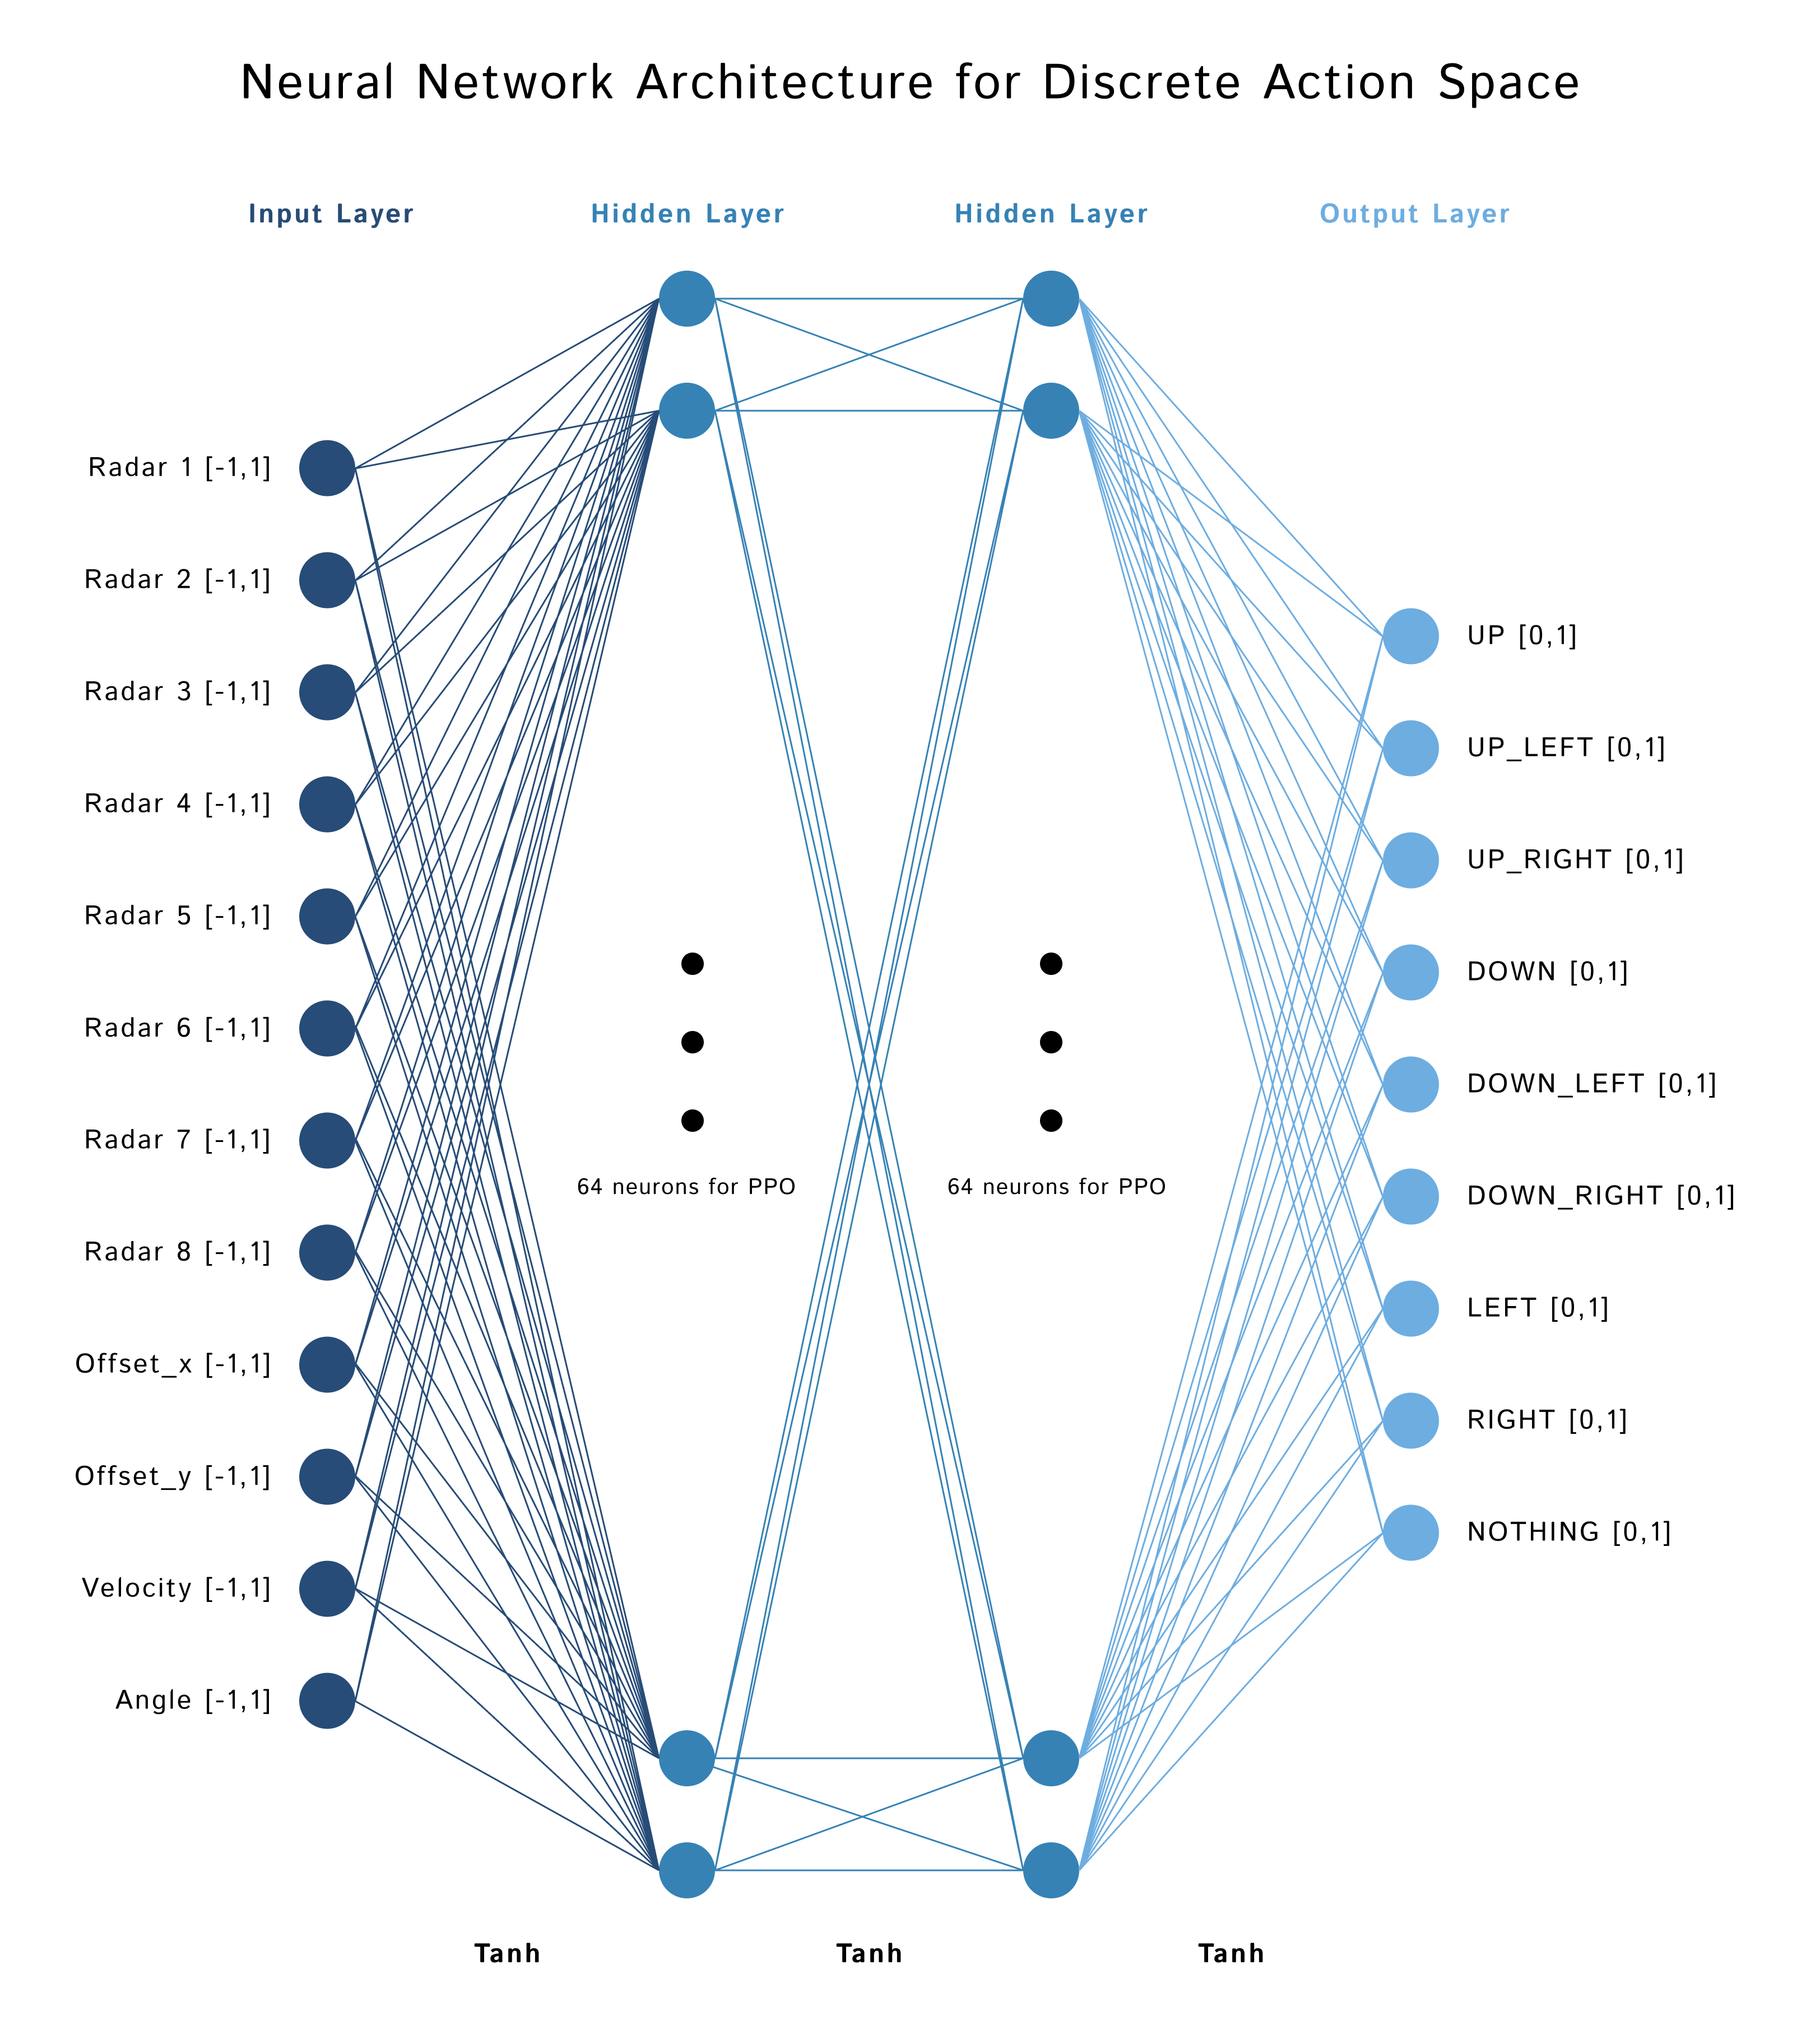 Neural Network Architecture for Discrete Action Space
Input Layer
Hidden Layer
Hidden Layer
Output Layer
Radar 1 [-1,1]
Radar 2 [-1,1]
Radar 3 [-1,1]
Radar 4 [-1,1]
Radar 5 [-1,1]
Radar 6 [-1,1]
Radar 7 [-1,1]
Radar 8 [-1,1]
Offset_x [-1,1]
Offset_y [-1,1]
Velocity [-1,1]
Angle [-1,1]
64 neurons for PPO
64 neurons for PPO
UP [0,1]
UP_LEFT [0,1]
UP_RIGHT [0,1]
DOWN [0,1]
DOWN_LEFT [0,1]
DOWN_RIGHT [0,1]
LEFT [0,1]
RIGHT [0,1]
NOTHING [0,1]
Tanh
Tanh
Tanh